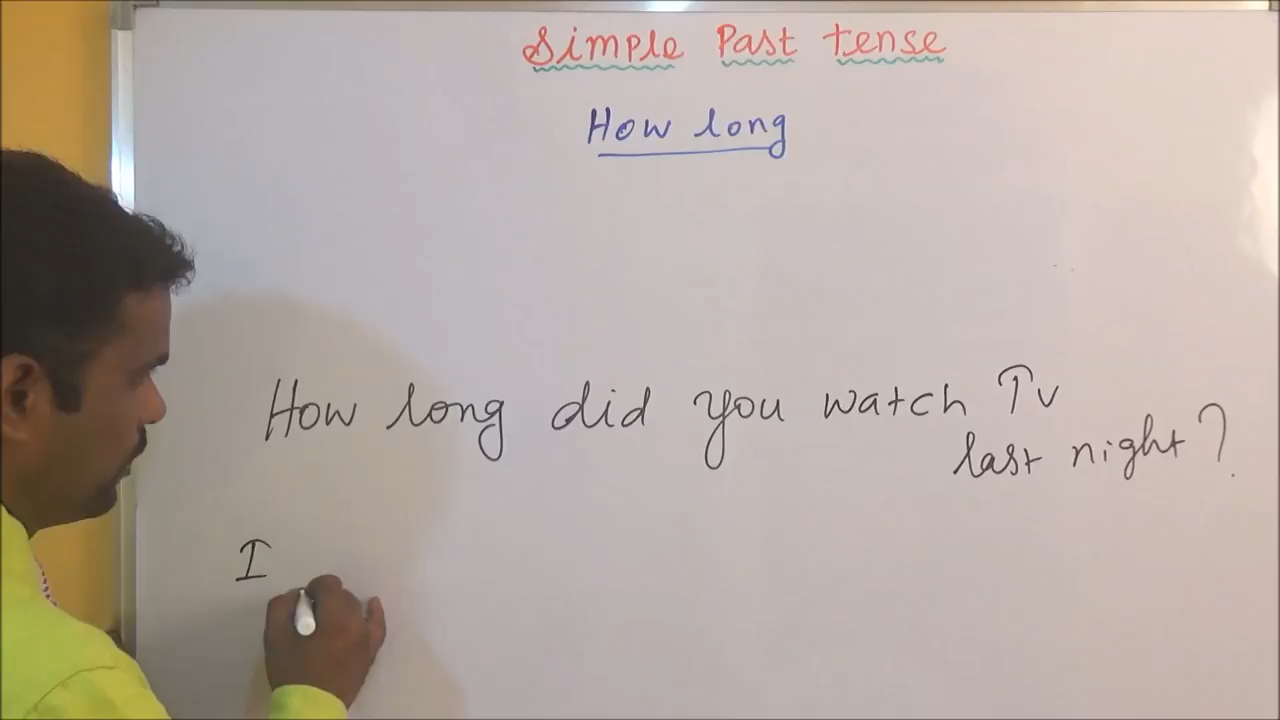 Simple Past tense
How long
How long did you watch Tv
last night?
I